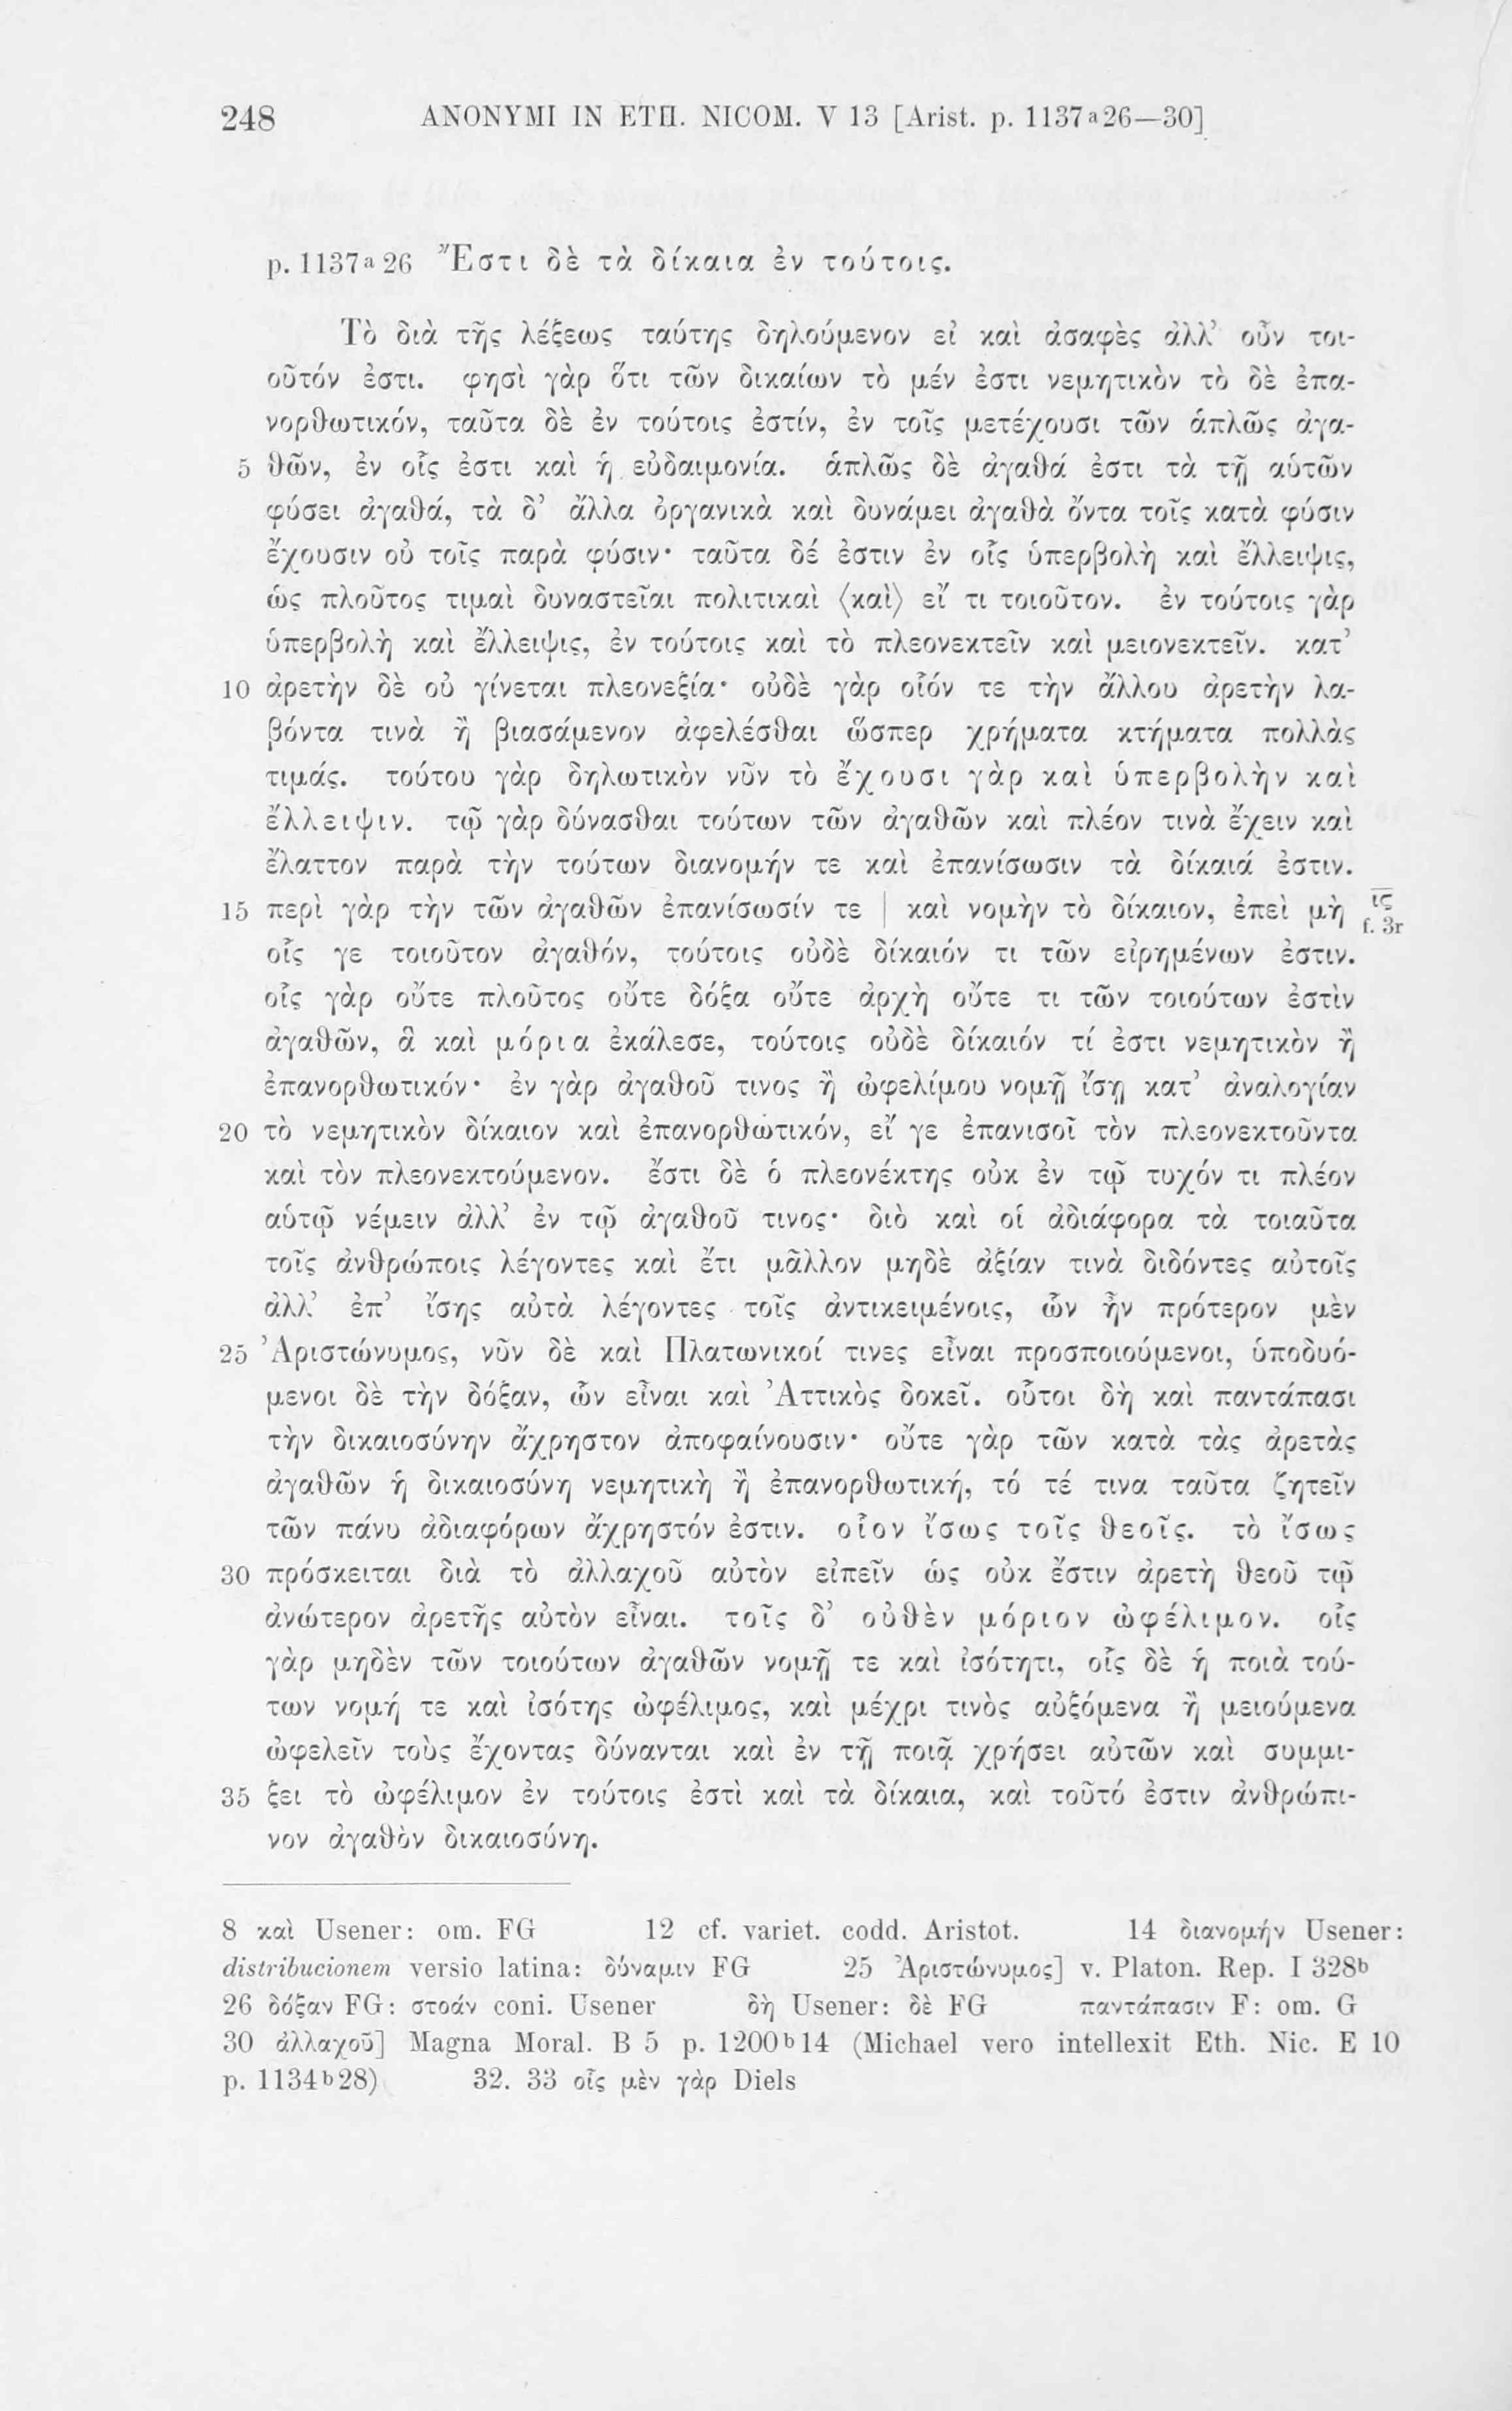 248 ANONYMI IN ETH. NICOM. V 13 [Arist. p. 1137ᵃ26—30]
p. 1137ᵃ26 Ἔστι δὲ τὰ δίκαια ἐν τούτοις.
Τὸ διὰ τῆς λέξεως ταύτης δηλούμενον εἰ καὶ ἀσαφὲς ἀλλ’ οὖν τοι-
οῦτόν ἐστι. φησὶ γὰρ ὅτι τῶν δικαίων τὸ μέν ἐστι νεμητικὸν τὸ δὲ ἐπα-
νορθωτικόν, ταῦτα δὲ ἐν τούτοις ἐστίν, ἐν τοῖς μετέχουσι τῶν ἁπλῶς ἀγα-
5 θῶν, ἐν οἷς ἐστι καὶ ἡ εὐδαιμονία. ἁπλῶς δὲ ἀγαθά ἐστι τὰ τῇ αὑτῶν
φύσει ἀγαθά, τὰ δ’ ἄλλα ὀργανικὰ καὶ δυνάμει ἀγαθὰ ὄντα τοῖς κατὰ φύσιν
ἔχουσιν οὐ τοῖς παρὰ φύσιν· ταῦτα δέ ἐστιν ἐν οἷς ὑπερβολὴ καὶ ἔλλειψις,
ὡς πλοῦτος τιμαὶ δυναστεῖαι πολιτικαὶ ⟨καὶ⟩ εἴ τι τοιοῦτον. ἐν τούτοις γὰρ
ὑπερβολὴ καὶ ἔλλειψις, ἐν τούτοις καὶ τὸ πλεονεκτεῖν καὶ μειονεκτεῖν. κατ’
10 ἀρετὴν δὲ οὐ γίνεται πλεονεξία· οὐδὲ γὰρ οἷόν τε τὴν ἄλλου ἀρετὴν λα-
βόντα τινὰ ἢ βιασάμενον ἀφελέσθαι ὥσπερ χρήματα κτήματα πολλὰς
τιμάς. τούτου γὰρ δηλωτικὸν νῦν τὸ ἔχουσι γὰρ καὶ ὑπερβολὴν καὶ
ἔλλειψιν. τῷ γὰρ δύνασθαι τούτων τῶν ἀγαθῶν καὶ πλέον τινὰ ἔχειν καὶ
ἔλαττον παρὰ τὴν τούτων διανομήν τε καὶ ἐπανίσωσιν τὰ δίκαιά ἐστιν.
15 περὶ γὰρ τὴν τῶν ἀγαθῶν ἐπανίσωσίν τε | καὶ νομὴν τὸ δίκαιον, ἐπεὶ μὴ ις f. 3r
οἷς γε τοιοῦτον ἀγαθόν, τούτοις οὐδὲ δίκαιόν τι τῶν εἰρημένων ἐστιν.
οἷς γὰρ οὔτε πλοῦτος οὔτε δόξα οὔτε ἀρχὴ οὔτε τι τῶν τοιούτων ἐστὶν
ἀγαθῶν, ἃ καὶ μόρια ἐκάλεσε, τούτοις οὐδὲ δίκαιόν τί ἐστι νεμητικὸν ἢ
ἐπανορθωτικόν· ἐν γὰρ ἀγαθοῦ τινος ἢ ὠφελίμου νομῇ ἴσῃ κατ’ ἀναλογίαν
20 τὸ νεμητικὸν δίκαιον καὶ ἐπανορθωτικόν, εἴ γε ἐπανισοῖ τὸν πλεονεκτοῦντα
καὶ τὸν πλεονεκτούμενον. ἔστι δὲ ὁ πλεονέκτης οὐκ ἐν τῷ τυχόν τι πλέον
αὑτῷ νέμειν ἀλλ’ ἐν τῷ ἀγαθοῦ τινος· διὸ καὶ οἱ ἀδιάφορα τὰ τοιαῦτα
τοῖς ἀνθρώποις λέγοντες καὶ ἔτι μᾶλλον μηδὲ ἀξίαν τινὰ διδόντες αὐτοῖς
ἀλλ’ ἐπ’ ἴσης αὐτὰ λέγοντες τοῖς ἀντικειμένοις, ὧν ἦν πρότερον μὲν
25 Ἀριστώνυμος, νῦν δὲ καὶ Πλατωνικοί τινες εἶναι προσποιούμενοι, ὑποδυό-
μενοι δὲ τὴν δόξαν, ὧν εἶναι καὶ Ἀττικὸς δοκεῖ. οὗτοι δὴ καὶ παντάπασι
τὴν δικαιοσύνην ἄχρηστον ἀποφαίνουσιν· οὔτε γὰρ τῶν κατὰ τὰς ἀρετὰς
ἀγαθῶν ἡ δικαιοσύνη νεμητικὴ ἢ ἐπανορθωτική, τό τέ τινα ταῦτα ζητεῖν
τῶν πάνυ ἀδιαφόρων ἄχρηστόν ἐστιν. οἷον ἴσως τοῖς θεοῖς. τὸ ἴσως
30 πρόσκειται διὰ τὸ ἀλλαχοῦ αὐτὸν εἰπεῖν ὡς οὐκ ἔστιν ἀρετὴ θεοῦ τῷ
ἀνώτερον ἀρετῆς αὐτὸν εἶναι. τοῖς δ’ οὐθὲν μόριον ὠφέλιμον. οἷς
γὰρ μηδὲν τῶν τοιούτων ἀγαθῶν νομῇ τε καὶ ἰσότητι, οἷς δὲ ἡ ποιὰ τού-
των νομή τε καὶ ἰσότης ὠφέλιμος, καὶ μέχρι τινὸς αὐξόμενα ἢ μειούμενα
ὠφελεῖν τοὺς ἔχοντας δύνανται καὶ ἐν τῇ ποιᾷ χρήσει αὐτῶν καὶ συμμι-
35 ξει τὸ ὠφέλιμον ἐν τούτοις ἐστὶ καὶ τὰ δίκαια, καὶ τοῦτό ἐστιν ἀνθρώπι-
νον ἀγαθὸν δικαιοσύνη.
8 καὶ Usener: om. FG 12 cf. variet. codd. Aristot. 14 διανομήν Usener:
distribucionem versio latina: δύναμιν FG 25 Ἀριστώνυμος] v. Platon. Rep. I 328ᵇ
26 δόξαν FG: στοάν coni. Usener δὴ Usener: δὲ FG παντάπασιν F: om. G
30 ἀλλαχοῦ] Magna Moral. B 5 p. 1200ᵇ14 (Michael vero intellexit Eth. Nic. E 10
p. 1134ᵇ28) 32. 33 οἷς μὲν γὰρ Diels